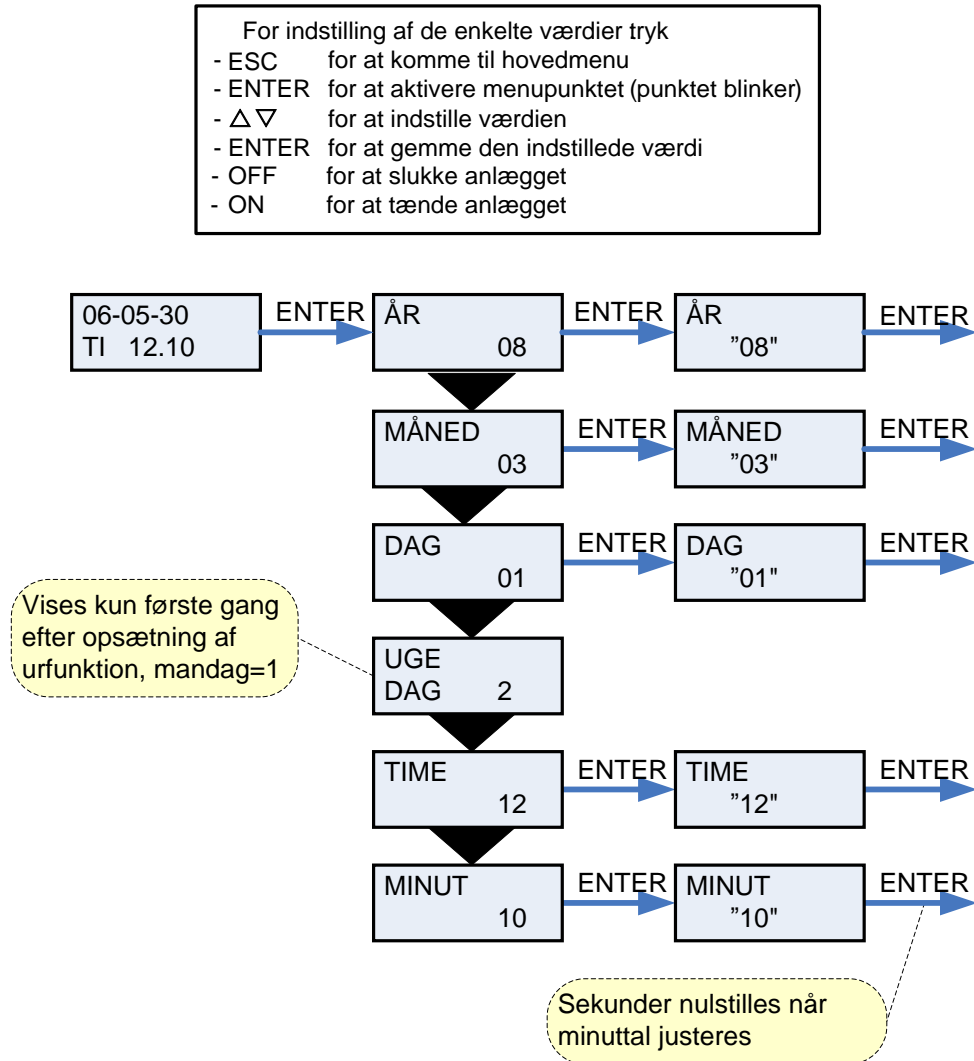 For indstilling af de enkelte værdier tryk
- ESC for at komme til hovedmenu
- ENTER for at aktivere menupunktet (punktet blinker)
- △▽ for at indstille værdien
- ENTER for at gemme den indstillede værdi
- OFF for at slukke anlægget
- ON for at tænde anlægget
06-05-30
TI 12.10
ENTER
ÅR
08
ENTER
ÅR
”08"
ENTER
MÅNED
03
ENTER
MÅNED
”03"
ENTER
DAG
01
ENTER
DAG
”01"
ENTER
Vises kun første gang
efter opsætning af
urfunktion, mandag=1
UGE
DAG 2
TIME
12
ENTER
TIME
”12"
ENTER
MINUT
10
ENTER
MINUT
”10"
ENTER
Sekunder nulstilles når
minuttal justeres